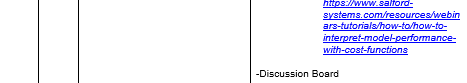 https://www.salford-
systems.com/resources/webin
ars-tutorials/how-to/how-to-
interpret-model-performance-
with-cost-functions
-Discussion Board